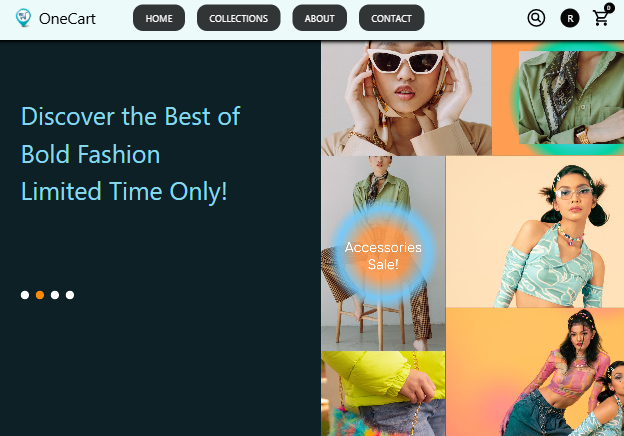 OneCart
HOME
COLLECTIONS
ABOUT
CONTACT
R
0
Discover the Best of
Bold Fashion
Limited Time Only!
Accessories
Sale!